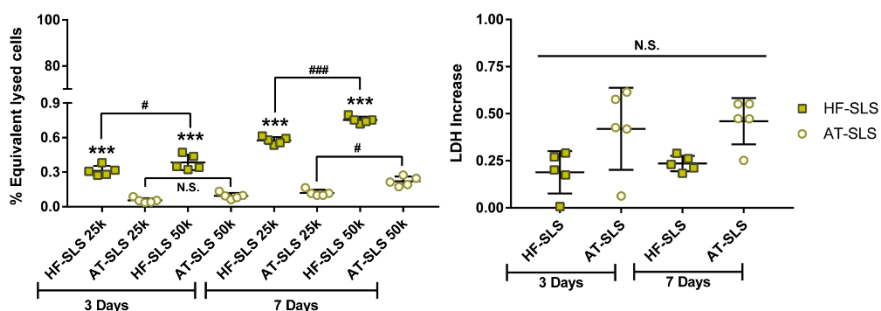 100
80
0.9
0.6
0.3
0.0
% Equivalent lysed cells
***
#
***
N.S.
***
###
***
#
HF-SLS 25k
AT-SLS 25k
HF-SLS 50k
AT-SLS 50k
HF-SLS 25k
AT-SLS 25k
HF-SLS 50k
AT-SLS 50k
3 Days
7 Days
1.00
0.75
0.50
0.25
0.00
LDH Increase
N.S.
HF-SLS
AT-SLS
HF-SLS
AT-SLS
3 Days
7 Days
HF-SLS
AT-SLS